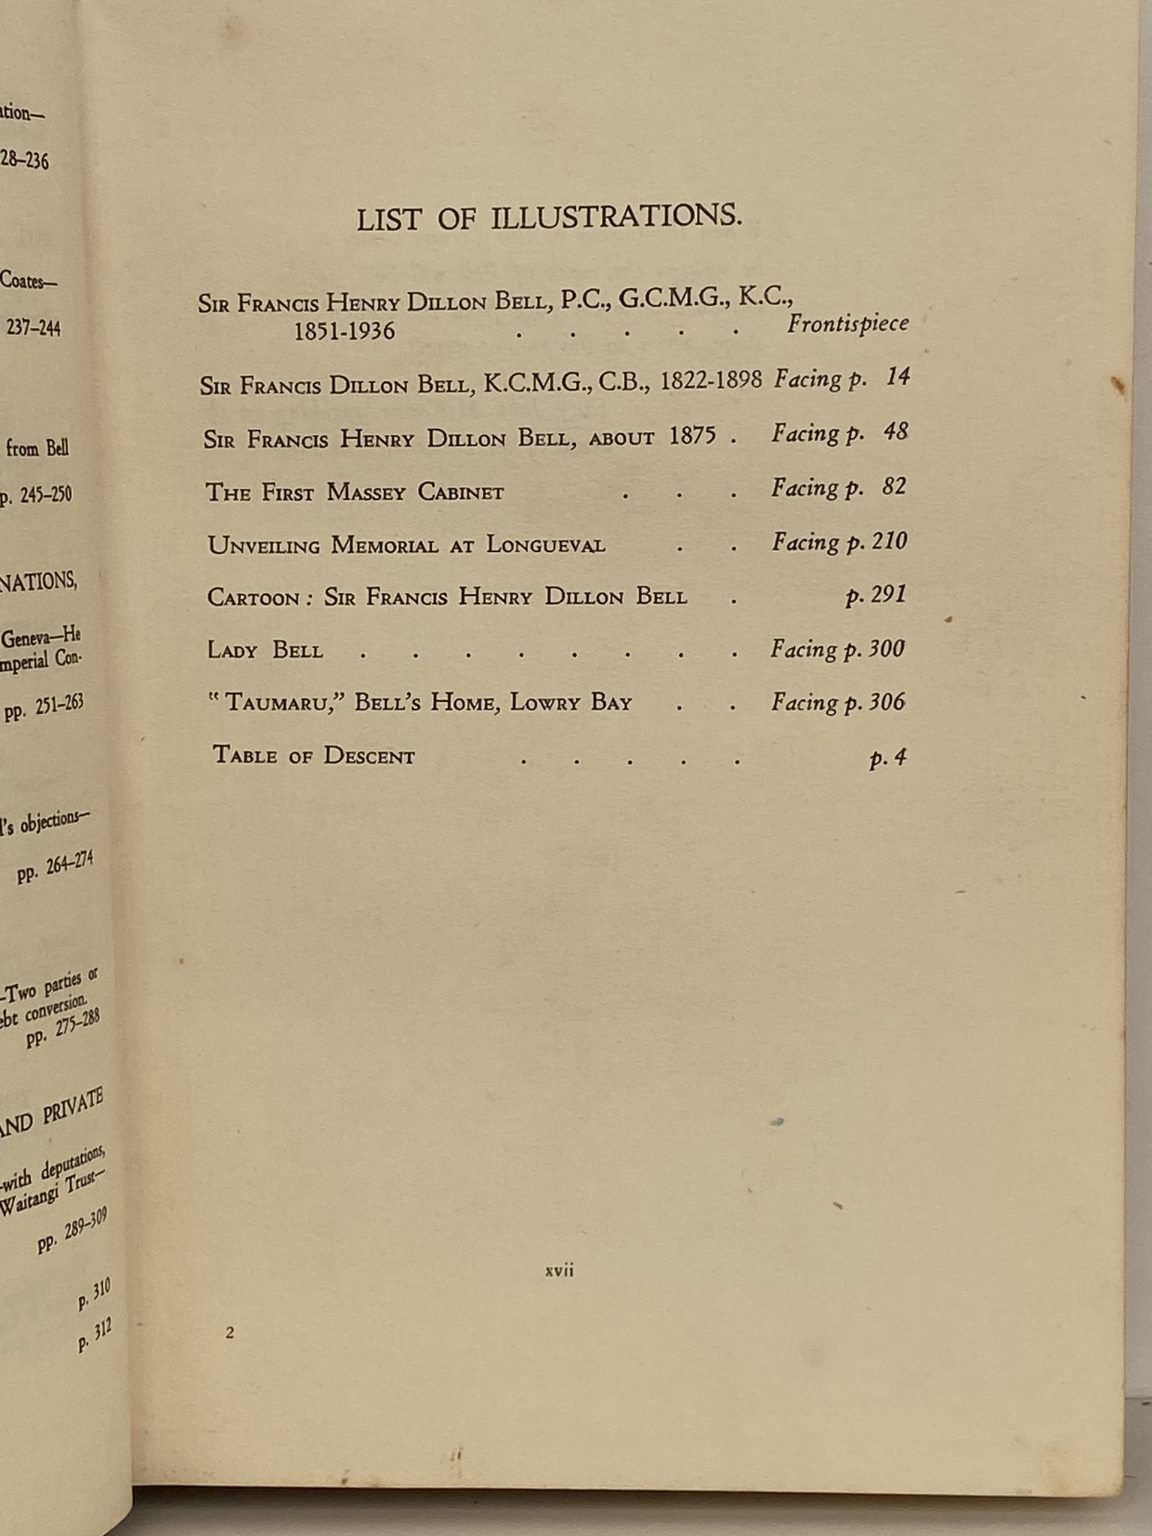 ation—
28–236
Coates—
237–244
from Bell
p. 245–250
NATIONS,
Geneva—He
mperial Con-
pp. 251–263
l's objections—
pp. 264–274
—Two parties or
ebt conversion.
pp. 275–288
AND PRIVATE
—with deputations,
Waitangi Trust—
pp. 289–309
p. 310
p. 312
LIST OF ILLUSTRATIONS.
Sir Francis Henry Dillon Bell, P.C., G.C.M.G., K.C.,
1851-1936 . . . . . Frontispiece
Sir Francis Dillon Bell, K.C.M.G., C.B., 1822-1898 Facing p. 14
Sir Francis Henry Dillon Bell, about 1875 . Facing p. 48
The First Massey Cabinet . . . Facing p. 82
Unveiling Memorial at Longueval . . Facing p. 210
Cartoon: Sir Francis Henry Dillon Bell . p. 291
Lady Bell . . . . . . . . Facing p. 300
"Taumaru," Bell's Home, Lowry Bay . . Facing p. 306
Table of Descent . . . . . p. 4
xvii
2